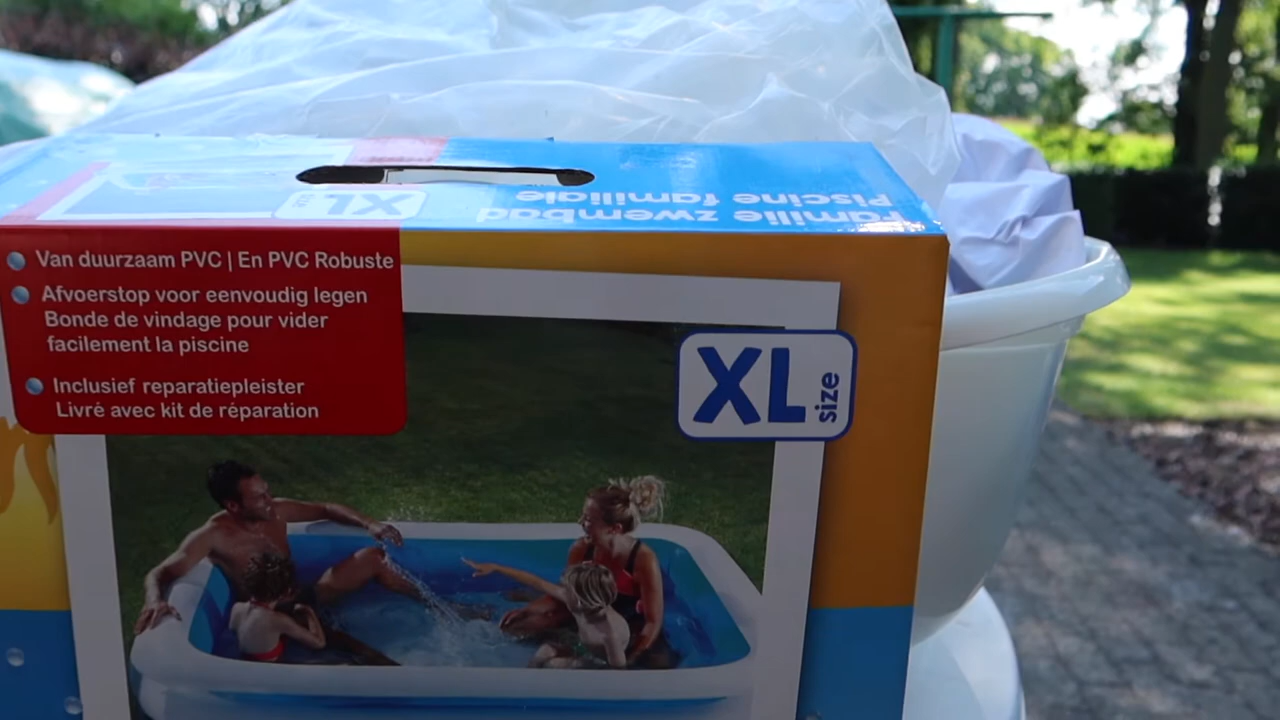 Piscine familiale
Familie zwembad
XL
size
Van duurzaam PVC | En PVC Robuste
Afvoerstop voor eenvoudig legen
Bonde de vindage pour vider
facilement la piscine
Inclusief reparatiepleister
Livré avec kit de réparation
XL
size